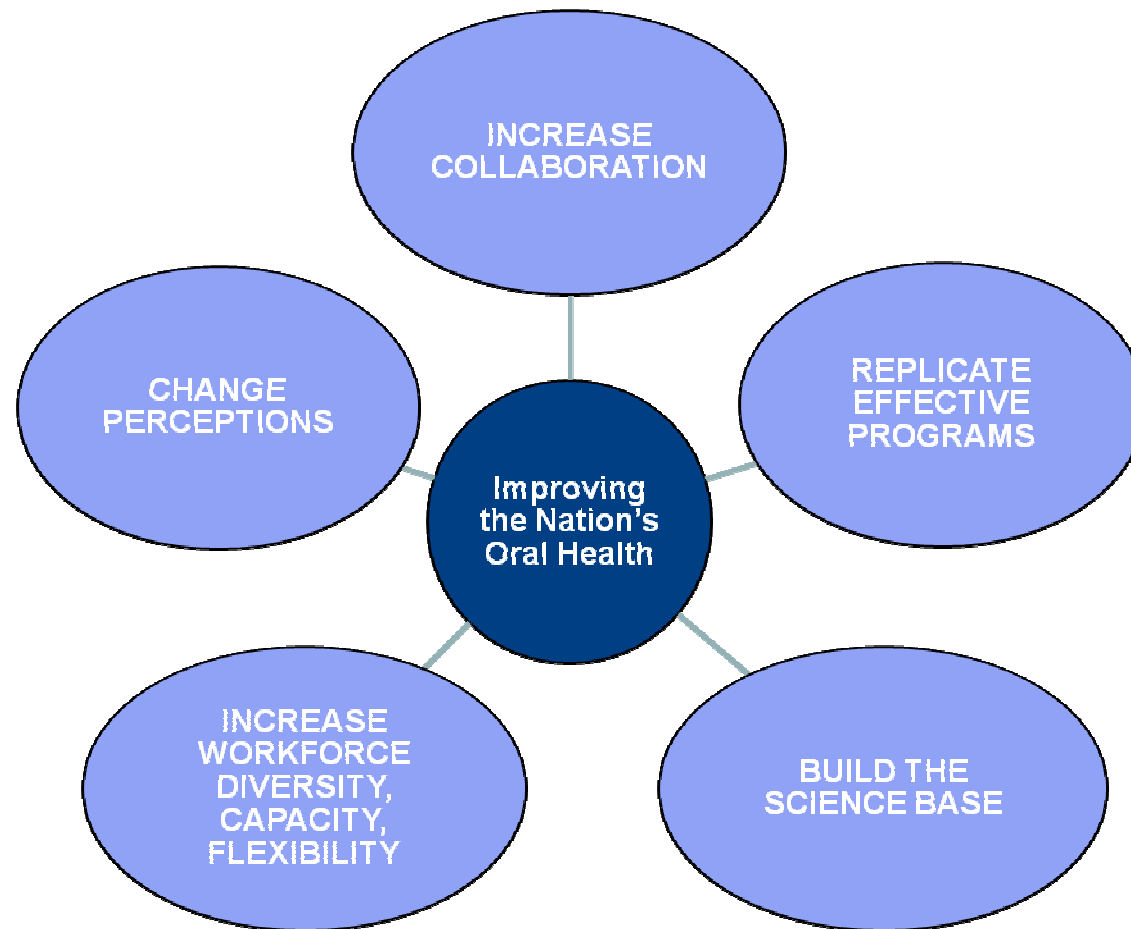 INCREASE
COLLABORATION
CHANGE
PERCEPTIONS
REPLICATE
EFFECTIVE
PROGRAMS
Improving
the Nation's
Oral Health
INCREASE
WORKFORCE
DIVERSITY,
CAPACITY,
FLEXIBILITY
BUILD THE
SCIENCE BASE